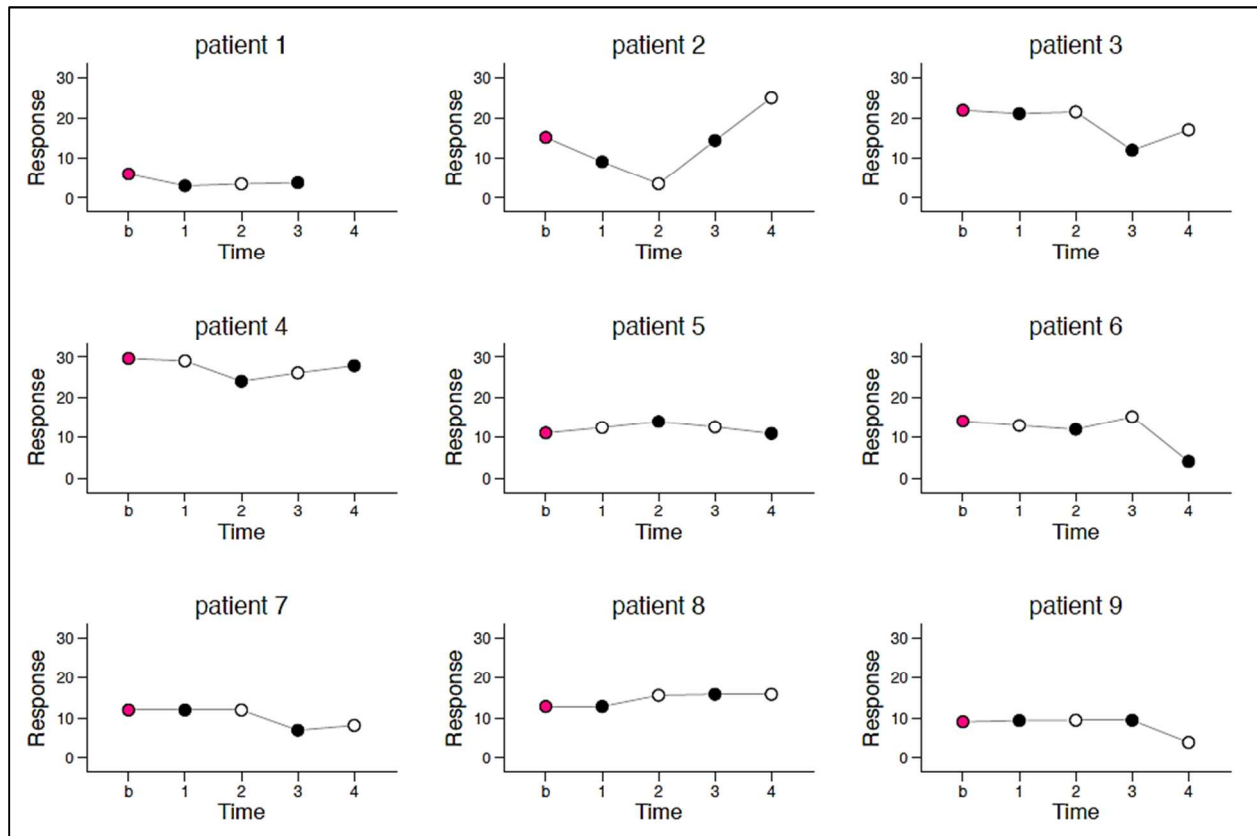 patient 1
Response
30
20
10
0
b 1 2 3 4
Time
patient 2
Response
30
20
10
0
b 1 2 3 4
Time
patient 3
Response
30
20
10
0
b 1 2 3 4
Time
patient 4
Response
30
20
10
0
b 1 2 3 4
Time
patient 5
Response
30
20
10
0
b 1 2 3 4
Time
patient 6
Response
30
20
10
0
b 1 2 3 4
Time
patient 7
Response
30
20
10
0
b 1 2 3 4
Time
patient 8
Response
30
20
10
0
b 1 2 3 4
Time
patient 9
Response
30
20
10
0
b 1 2 3 4
Time